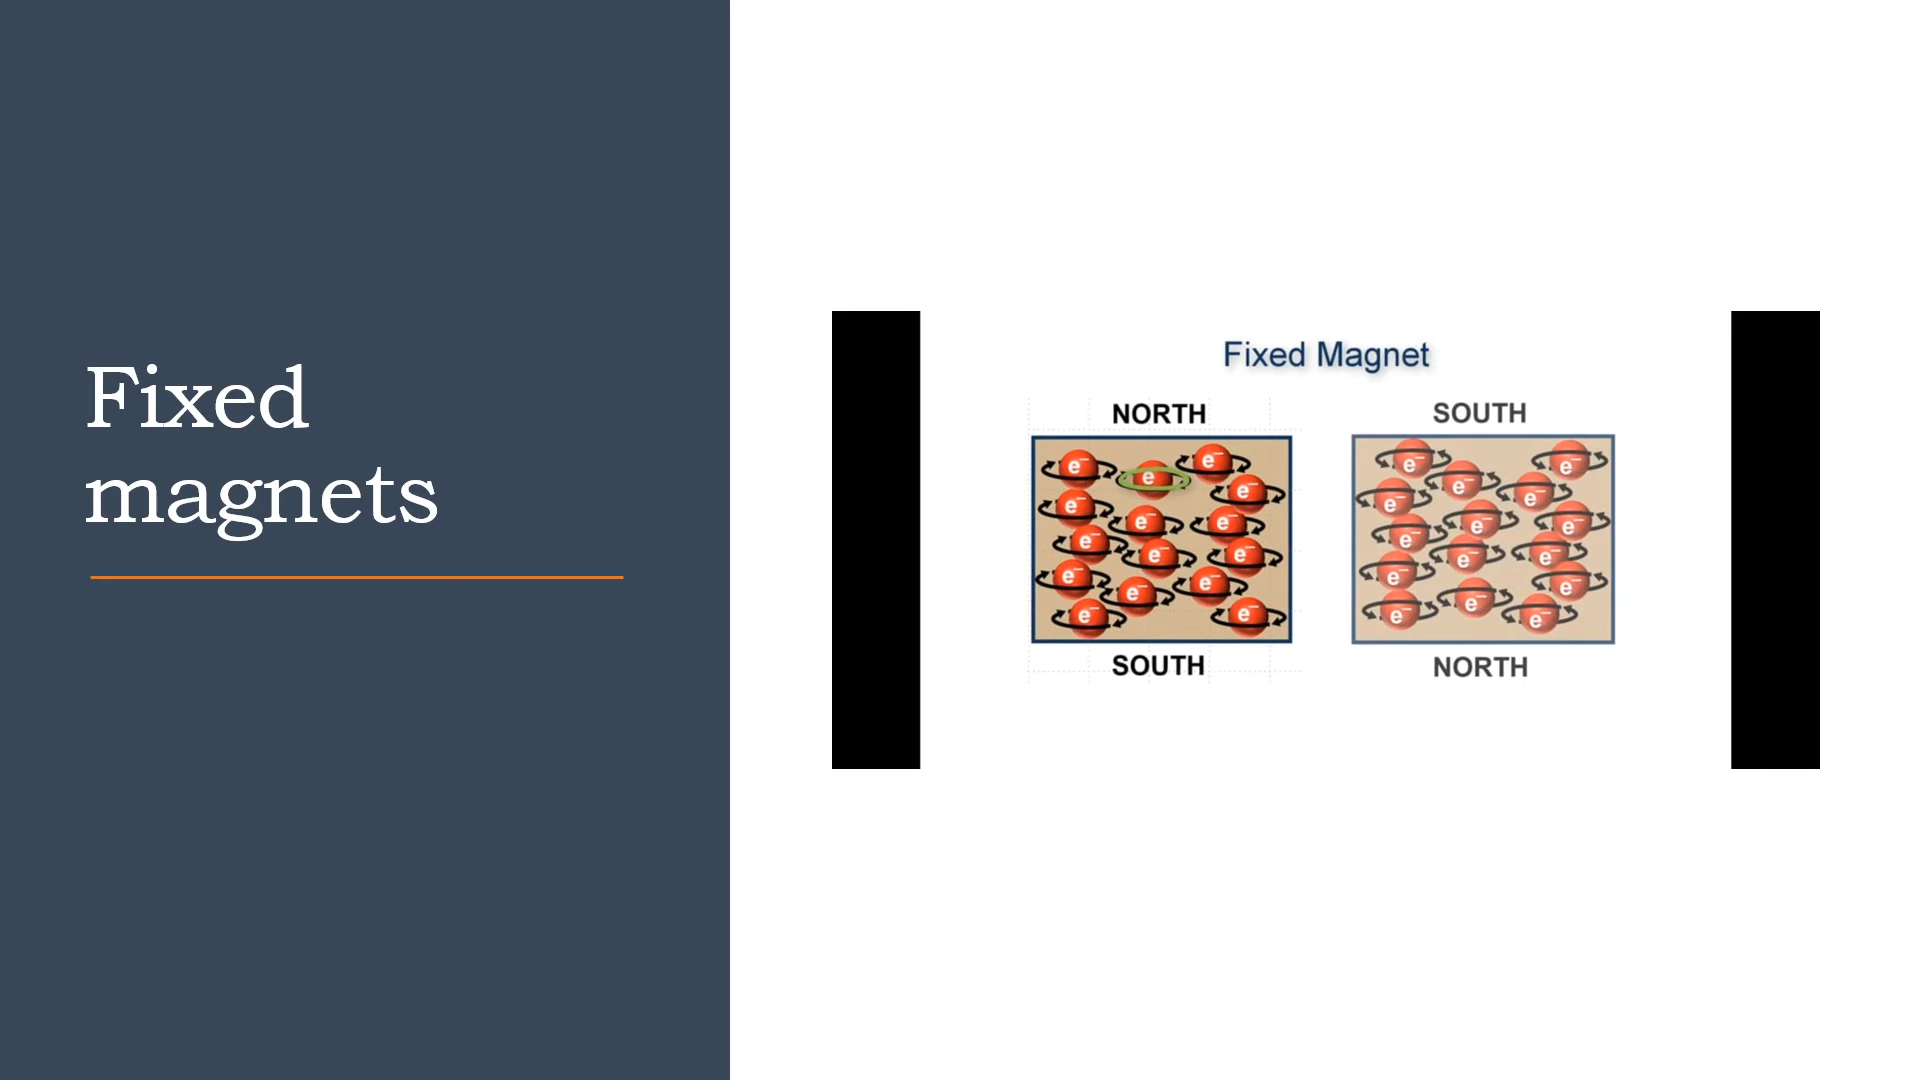 Fixed
magnets
Fixed Magnet
NORTH
SOUTH
e⁻ e⁻ e⁻ e⁻
e⁻ e⁻ e⁻
e⁻ e⁻ e⁻
e⁻ e⁻ e⁻
e⁻ e⁻
e⁻ e⁻ e⁻ e⁻
e⁻ e⁻ e⁻
e⁻ e⁻ e⁻
e⁻ e⁻ e⁻
e⁻ e⁻
SOUTH
NORTH